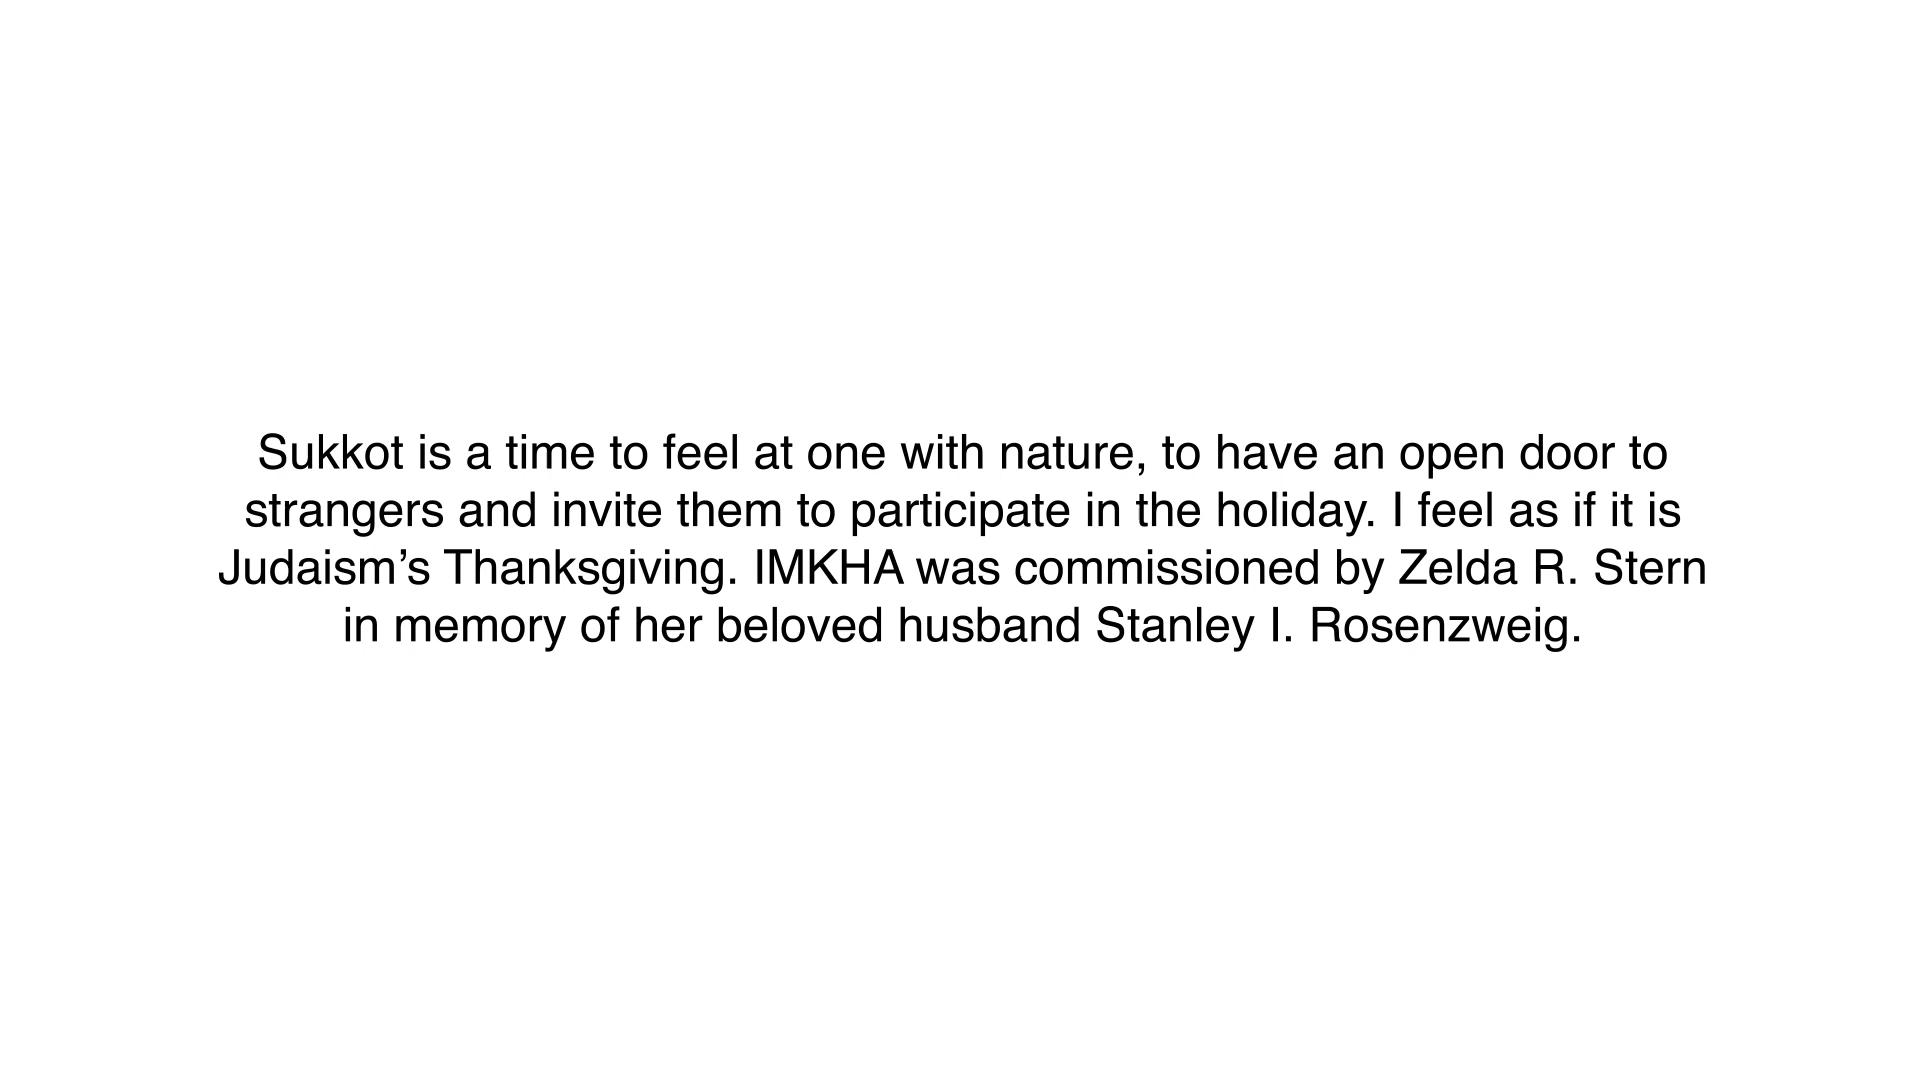 Sukkot is a time to feel at one with nature, to have an open door to
strangers and invite them to participate in the holiday. I feel as if it is
Judaism’s Thanksgiving. IMKHA was commissioned by Zelda R. Stern
in memory of her beloved husband Stanley I. Rosenzweig.